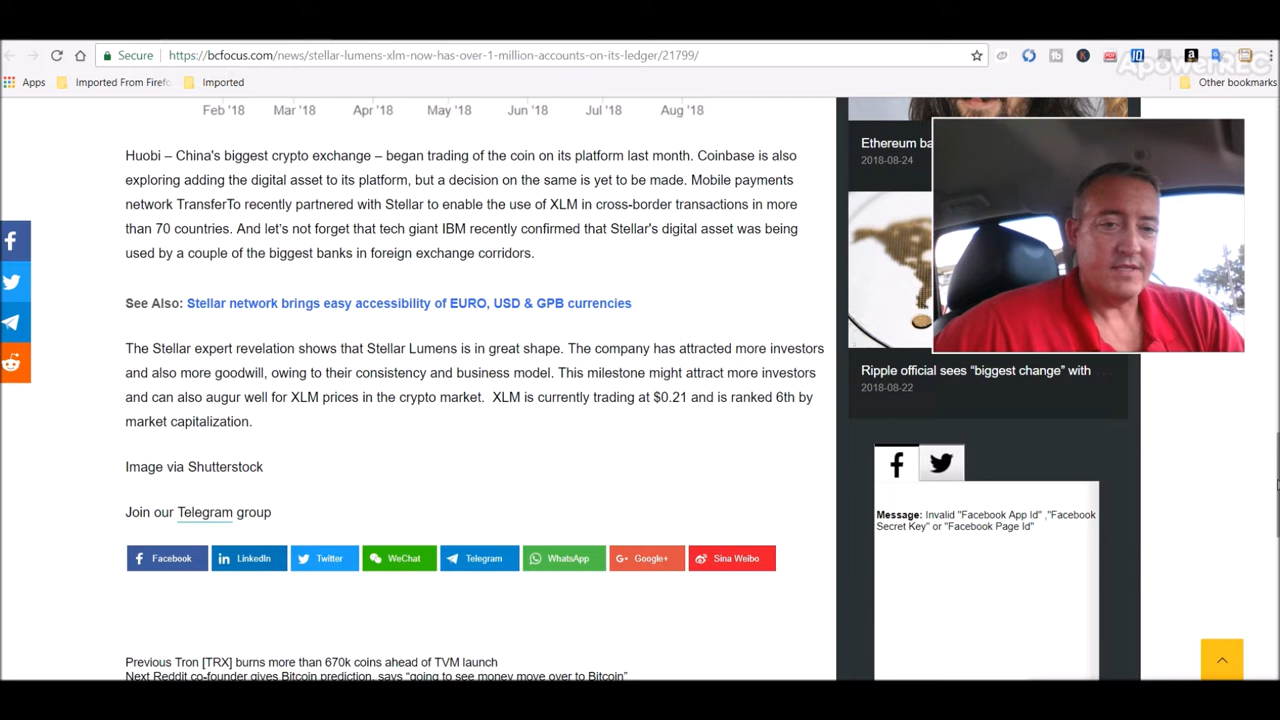 Secure
https://bcfocus.com/news/stellar-lumens-xlm-now-has-over-1-million-accounts-on-its-ledger/21799/
ApowerREC
Apps
Imported From Firefo
Imported
Other bookmarks
Feb '18 Mar '18 Apr '18 May '18 Jun '18 Jul '18 Aug '18
Huobi – China's biggest crypto exchange – began trading of the coin on its platform last month. Coinbase is also
exploring adding the digital asset to its platform, but a decision on the same is yet to be made. Mobile payments
network TransferTo recently partnered with Stellar to enable the use of XLM in cross-border transactions in more
than 70 countries. And let's not forget that tech giant IBM recently confirmed that Stellar's digital asset was being
used by a couple of the biggest banks in foreign exchange corridors.
See Also: Stellar network brings easy accessibility of EURO, USD & GPB currencies
The Stellar expert revelation shows that Stellar Lumens is in great shape. The company has attracted more investors
and also more goodwill, owing to their consistency and business model. This milestone might attract more investors
and can also augur well for XLM prices in the crypto market. XLM is currently trading at $0.21 and is ranked 6th by
market capitalization.
Image via Shutterstock
Join our Telegram group
Facebook
LinkedIn
Twitter
WeChat
Telegram
WhatsApp
Google+
Sina Weibo
Previous Tron [TRX] burns more than 670k coins ahead of TVM launch
Next Reddit co-founder gives Bitcoin prediction, says "going to see money move over to Bitcoin"
Ethereum ba
2018-08-24
Ripple official sees “biggest change” with ...
2018-08-22
Message: Invalid "Facebook App Id" ,"Facebook
Secret Key" or "Facebook Page Id"